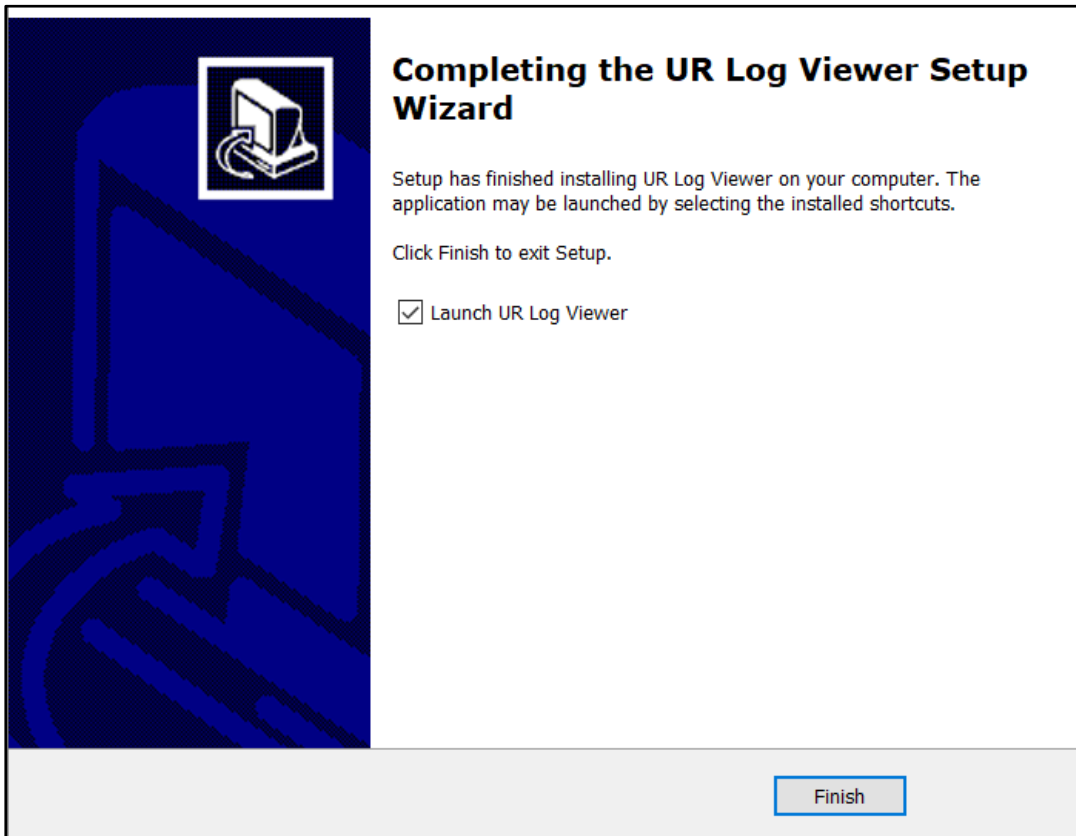 Completing the UR Log Viewer Setup
Wizard
Setup has finished installing UR Log Viewer on your computer. The
application may be launched by selecting the installed shortcuts.
Click Finish to exit Setup.
Launch UR Log Viewer
Finish